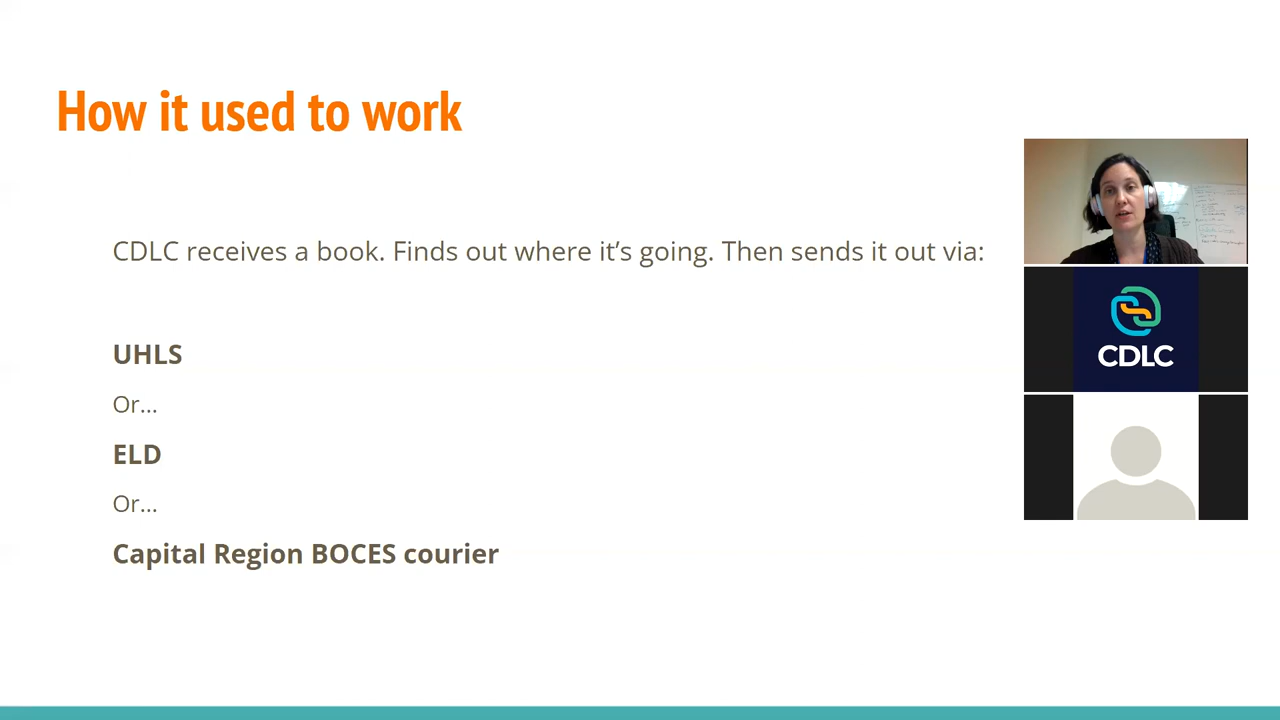 How it used to work
CDLC receives a book. Finds out where it's going. Then sends it out via:
UHLS
Or...
ELD
Or...
Capital Region BOCES courier
CDLC